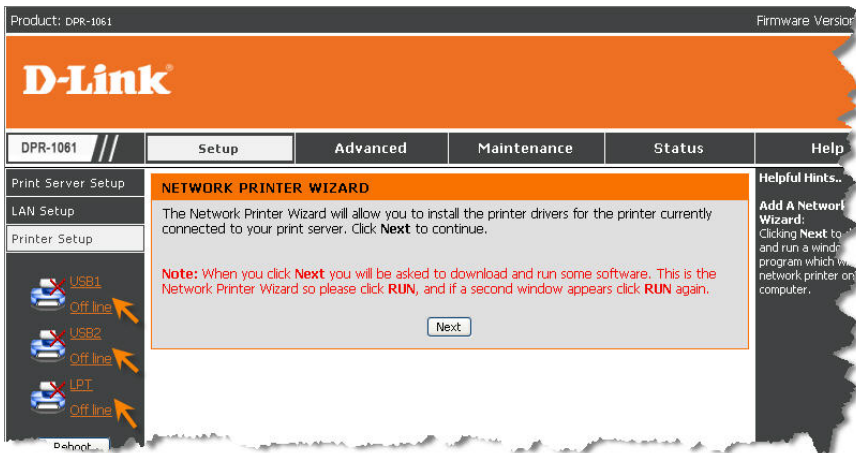 Product: DPR-1061
Firmware Version
D-Link
DPR-1061
Setup
Advanced
Maintenance
Status
Help
Print Server Setup
LAN Setup
Printer Setup
USB1
Off line
USB2
Off line
LPT
Off line
Reboot..
NETWORK PRINTER WIZARD
The Network Printer Wizard will allow you to install the printer drivers for the printer currently
connected to your print server. Click Next to continue.
Note: When you click Next you will be asked to download and run some software. This is the
Network Printer Wizard so please click RUN, and if a second window appears click RUN again.
Next
Helpful Hints..
Add A Network
Wizard:
Clicking Next to
and run a windo
program which
network printer on
computer.